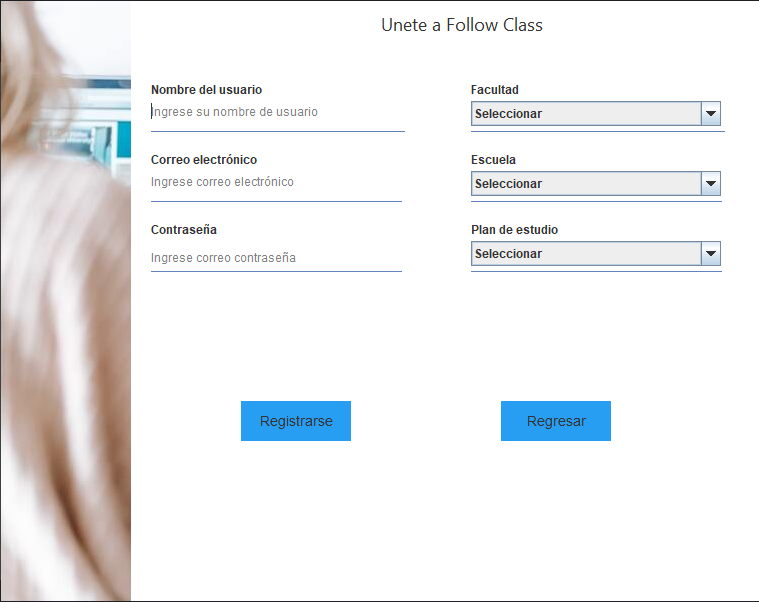 Unete a Follow Class
Nombre del usuario
Ingrese su nombre de usuario
Correo electrónico
Ingrese correo electrónico
Contraseña
Ingrese correo contraseña
Facultad
Seleccionar
Escuela
Seleccionar
Plan de estudio
Seleccionar
Registrarse
Regresar